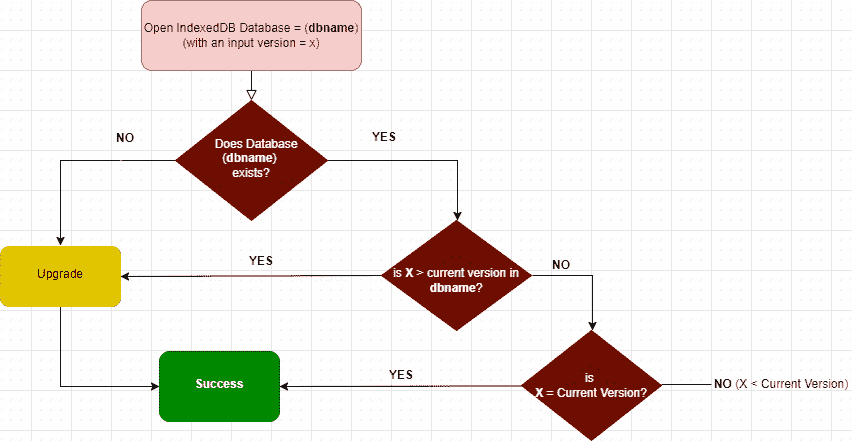 Open IndexedDB Database = (dbname)
(with an input version = x)
NO
YES
Does Database
(dbname)
exists?
YES
is X > current version in
dbname?
NO
Upgrade
Success
YES
is
X = Current Version?
NO (X < Current Version)